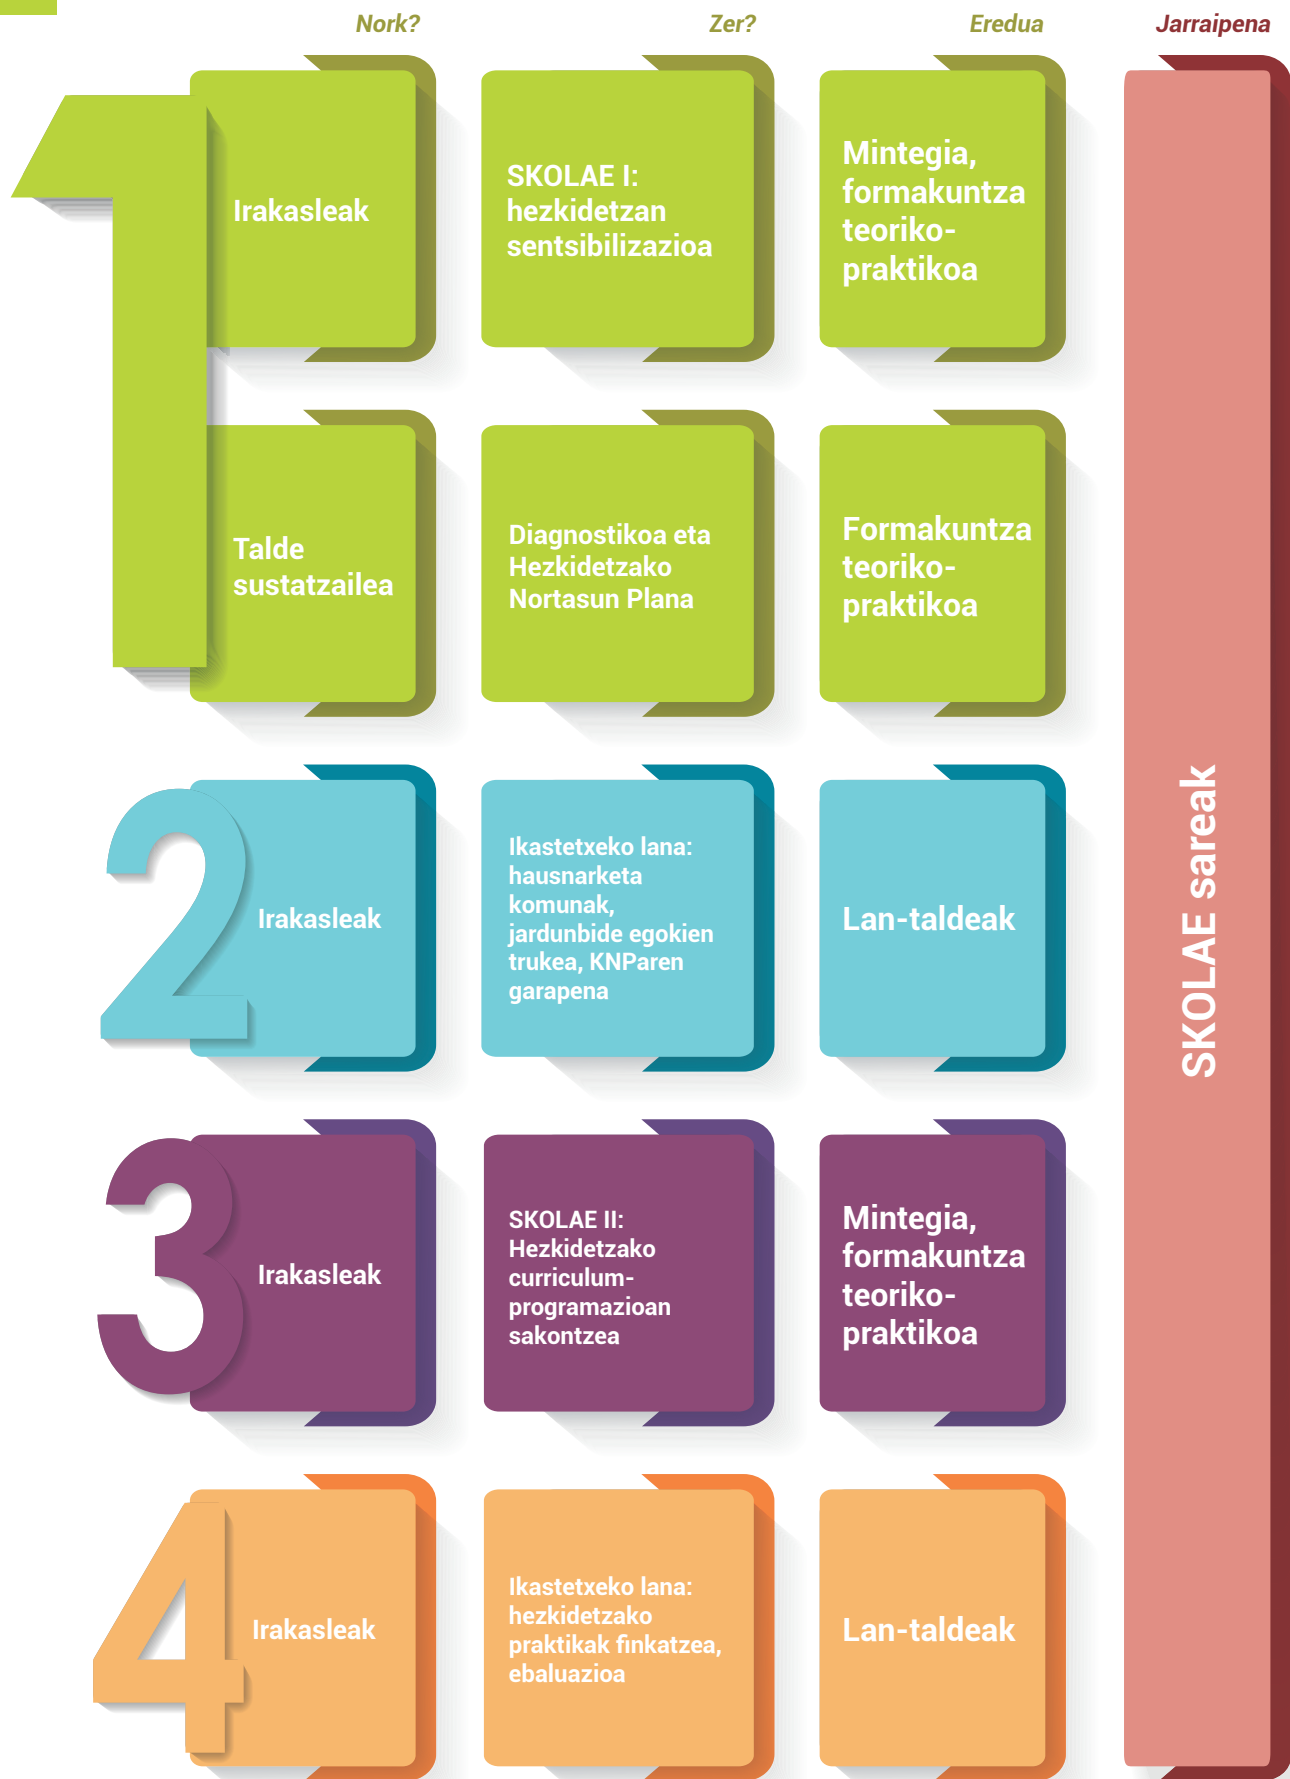 Nork? Zer? Eredua Jarraipena
1
Irakasleak
SKOLAE I:
hezkidetzan
sentsibilizazioa
Mintegia,
formakuntza
teoriko-
praktikoa
Talde
sustatzailea
Diagnostikoa eta
Hezkidetzako
Nortasun Plana
Formakuntza
teoriko-
praktikoa
2
Irakasleak
Ikastetxeko lana:
hausnarketa
komunak,
jardunbide egokien
trukea, KNParen
garapena
Lan-taldeak
3
Irakasleak
SKOLAE II:
Hezkidetzako
curriculum-
programazioan
sakontzea
Mintegia,
formakuntza
teoriko-
praktikoa
4
Irakasleak
Ikastetxeko lana:
hezkidetzako
praktikak finkatzea,
ebaluazioa
Lan-taldeak
SKOLAE sareak